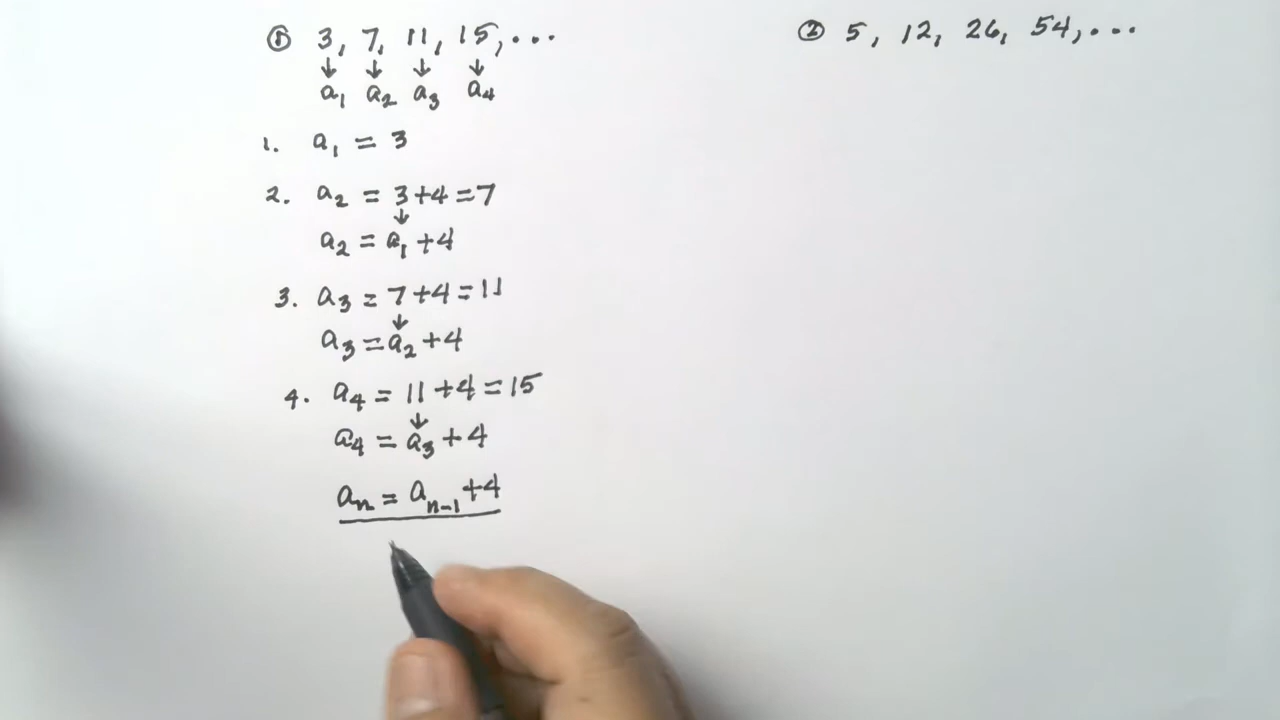 ① 3, 7, 11, 15, ...
↓ ↓ ↓ ↓
a₁ a₂ a₃ a₄
1. a₁ = 3
2. a₂ = 3+4=7
↓
a₂ = a₁ +4
3. a₃ = 7+4=11
↓
a₃ = a₂ +4
4. a₄ = 11+4=15
↓
a₄ = a₃ +4
aₙ = aₙ₋₁ +4
② 5, 12, 26, 54, ...